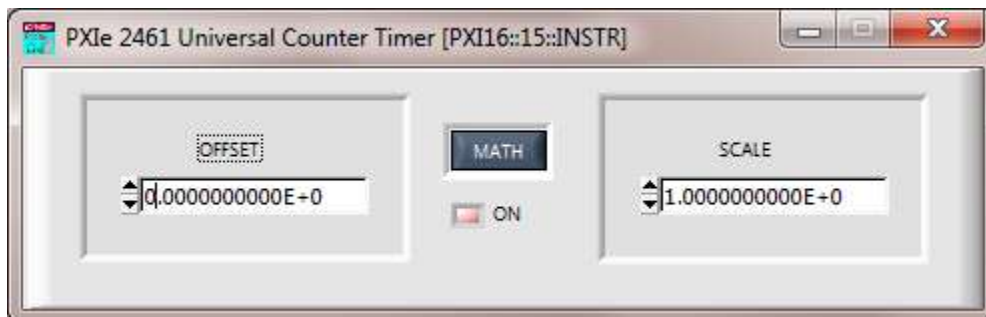 PXIe 2461 Universal Counter Timer [PXI16::15::INSTR]
OFFSET
0.0000000000E+0
MATH
ON
SCALE
1.0000000000E+0